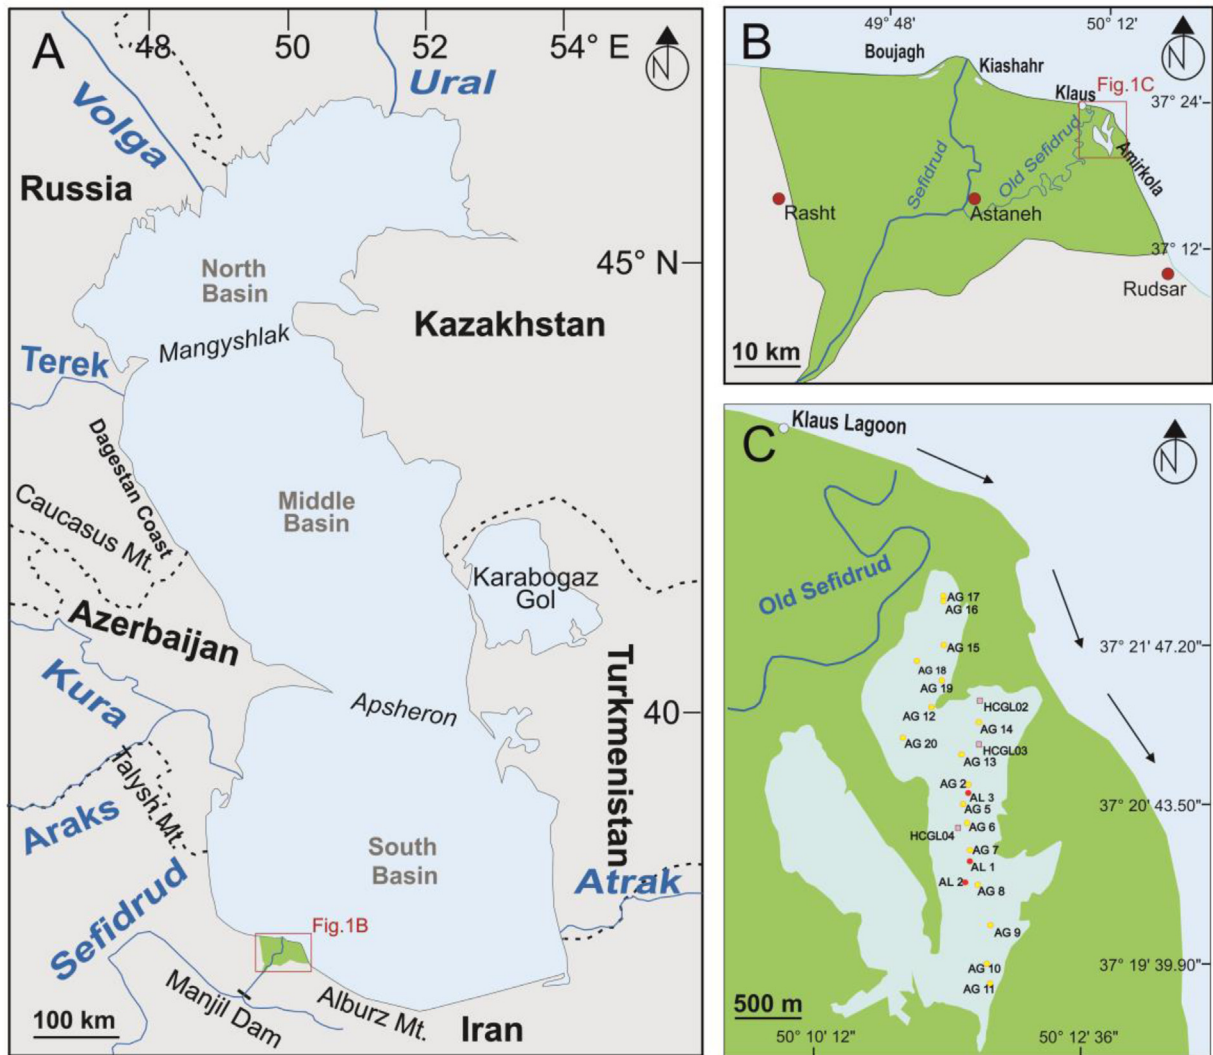 A
48
50
52
54° E
N
Volga
Ural
Russia
45° N
North
Basin
Kazakhstan
Mangyshlak
Terek
Dagestan Coast
Caucasus Mt.
Middle
Basin
Karabogaz
Gol
Azerbaijan
Kura
Turkmenistan
Apsheron
40
Talysh Mt.
Araks
South
Basin
Sefidrud
Atrak
Fig.1B
Manjil Dam
Alburz Mt.
Iran
100 km
B
49° 48'
50° 12'
N
Boujagh
Kiashahr
Klaus
Fig.1C
37° 24'
Sefidrud
Old Sefidrud
Amirkola
Rasht
Astaneh
37° 12'
Rudsar
10 km
C
Klaus Lagoon
N
Old Sefidrud
AG 17
AG 16
AG 15
37° 21' 47.20"
AG 18
AG 19
HCGL02
AG 12
AG 14
AG 20
HCGL03
AG 13
AG 2
AL 3
AG 5
37° 20' 43.50"
AG 6
HCGL04
AG 7
AL 1
AL 2
AG 8
AG 9
AG 10
37° 19' 39.90"
AG 11
500 m
50° 10' 12"
50° 12' 36"